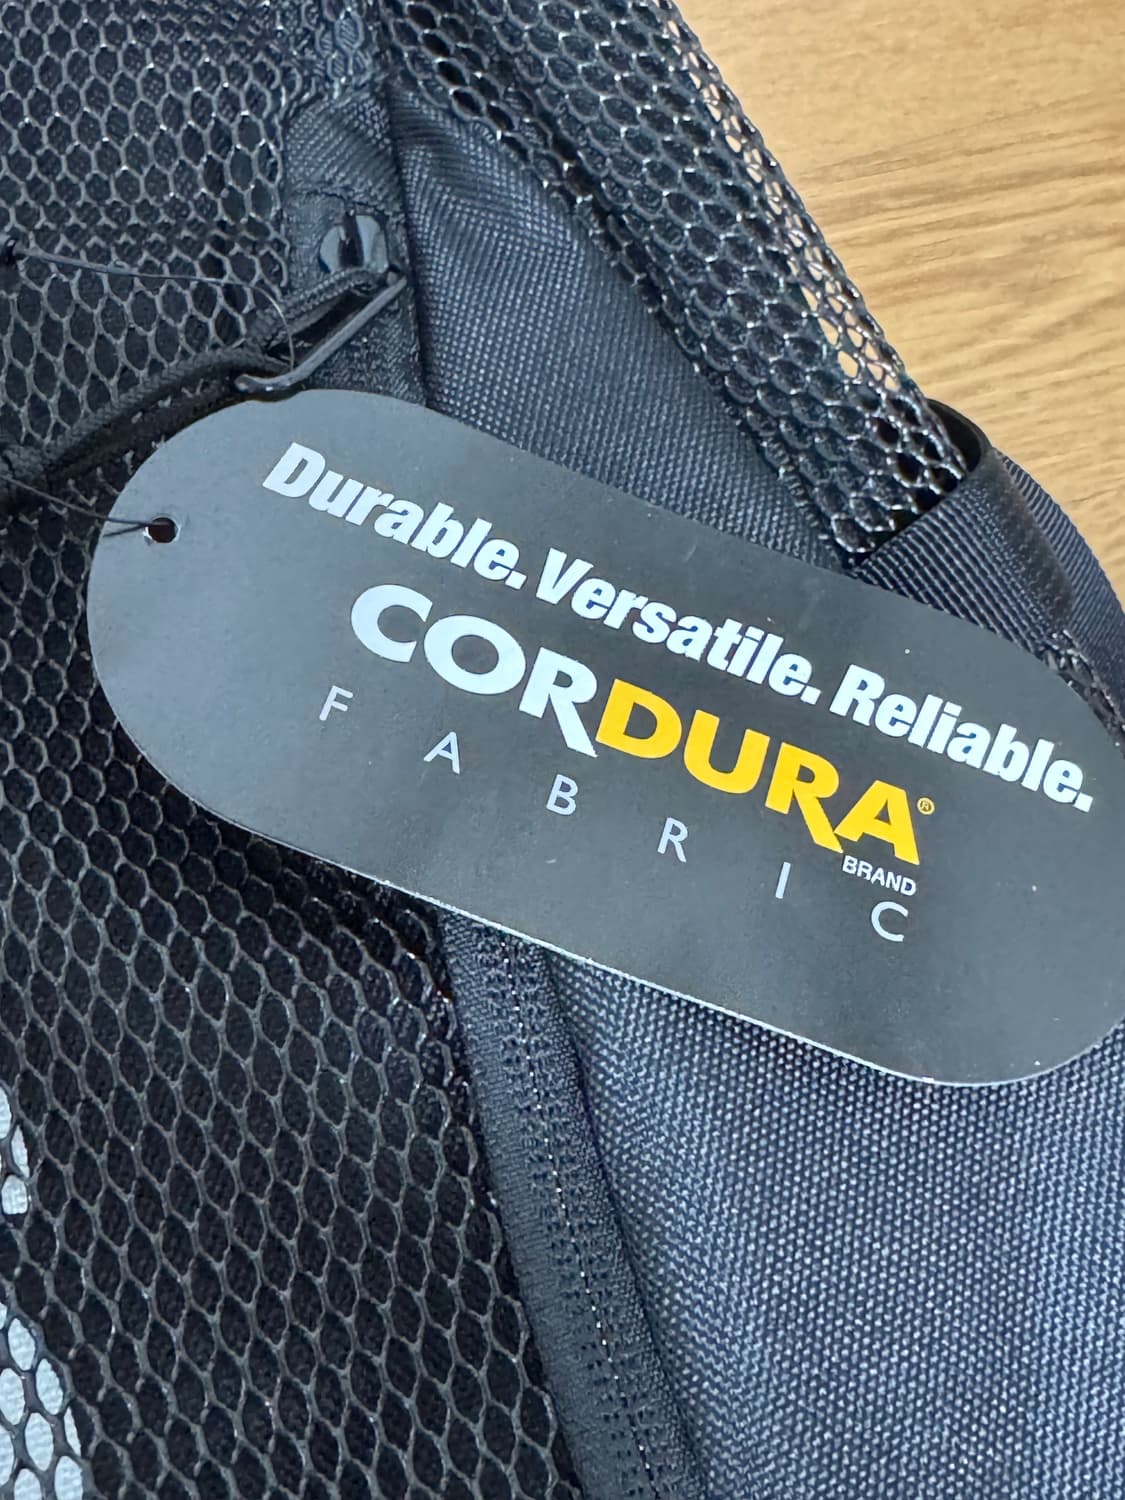 Durable. Versatile. Reliable.
CORDURA®
BRAND
FABRIC